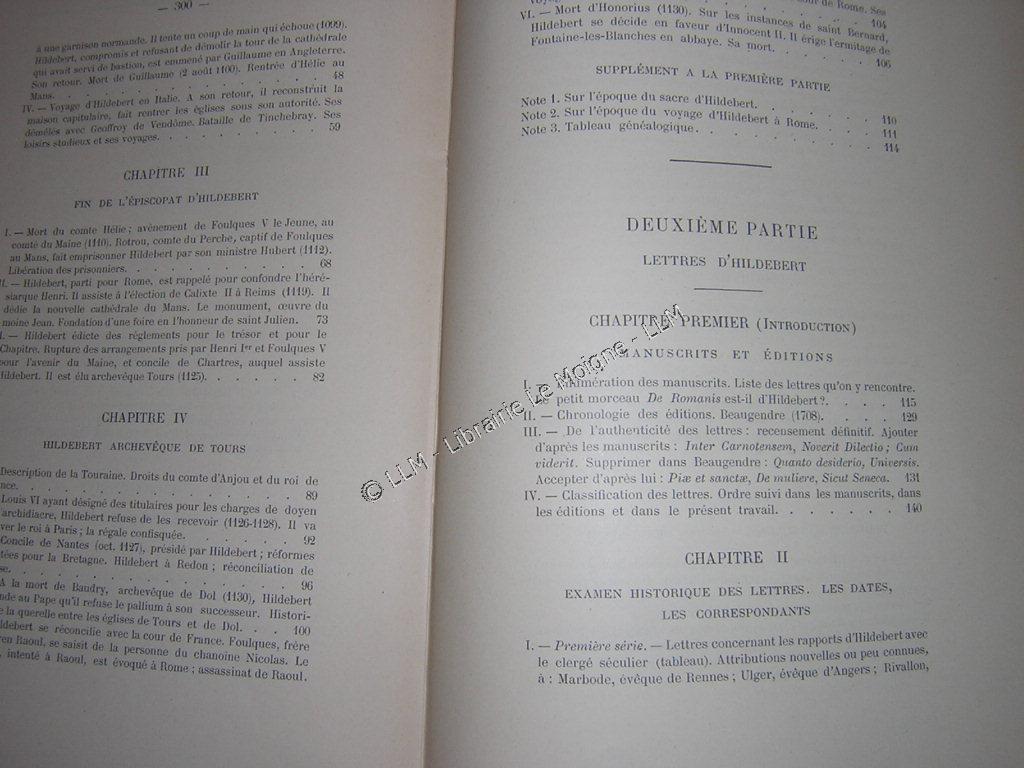 — 300 —
à une garnison normande. Il tente un coup de main qui échoue (1099).
Hildebert, compromis et refusant de démolir la tour de la cathédrale
qui avait servi de bastion, est emmené par Guillaume en Angleterre.
Son retour. Mort de Guillaume (2 août 1100). Rentrée d'Hélie au
Mans. . . . . . . . . . . . . . 48
IV. — Voyage d'Hildebert en Italie. A son retour, il reconstruit la
maison capitulaire, fait rentrer les églises sous son autorité. Ses
démêlés avec Geoffroy de Vendôme. Bataille de Tinchebray. Ses
loisirs studieux et ses voyages. . . . . . . . . . 59
CHAPITRE III
FIN DE L'ÉPISCOPAT D'HILDEBERT
I. — Mort du comte Hélie ; avènement de Foulques V le Jeune, au
comté du Maine (1110). Rotrou, comte du Perche, captif de Foulques
au Mans, fait emprisonner Hildebert par son ministre Hubert (1112).
Libération des prisonniers. . . . . . . . . . . 68
II. — Hildebert, parti pour Rome, est rappelé pour confondre l'héré-
siarque Henri. Il assiste à l'élection de Calixte II à Reims (1119). Il
dédie la nouvelle cathédrale du Mans. Le monument, œuvre du
moine Jean. Fondation d'une foire en l'honneur de saint Julien. 73
I. — Hildebert édicte des règlements pour le trésor et pour le
Chapitre. Rupture des arrangements pris par Henri Ier et Foulques V
pour l'avenir du Maine, et concile de Chartres, auquel assiste
Hildebert. Il est élu archevêque Tours (1125). . . . . . . 82
CHAPITRE IV
HILDEBERT ARCHEVÊQUE DE TOURS
Description de la Touraine. Droits du comte d'Anjou et du roi de
nce. . . . . . . . . . . . . . 89
Louis VI ayant désigné des titulaires pour les charges de doyen
'archidiacre, Hildebert refuse de les recevoir (1126-1128). Il va
ver le roi à Paris ; la régale confisquée. . . . . . . . 92
Concile de Nantes (oct. 1127), présidé par Hildebert ; réformes
tées pour la Bretagne. Hildebert à Redon ; réconciliation de
se. . . . . . . . . . . . . . 96
A la mort de Baudry, archevêque de Dol (1130), Hildebert
nde au Pape qu'il refuse le pallium à son successeur. Histori-
e la querelle entre les églises de Tours et de Dol. . . 100
ldebert se réconcilie avec la cour de France. Foulques, frère
en Raoul, se saisit de la personne du chanoine Nicolas. Le
, intenté à Raoul, est évoqué à Rome ; assassinat de Raoul.
cour de Rome. Ses
104
VI. — Mort d'Honorius (1130). Sur les instances de saint Bernard,
Hildebert se décide en faveur d'Innocent II. Il érige l'ermitage de
Fontaine-les-Blanches en abbaye. Sa mort. . . . . . 106
SUPPLÉMENT A LA PREMIÈRE PARTIE
Note 1. Sur l'époque du sacre d'Hildebert. . . . . . . 110
Note 2. Sur l'époque du voyage d'Hildebert à Rome. . . . . 111
Note 3. Tableau généalogique. . . . . . . . . . 114
DEUXIÈME PARTIE
LETTRES D'HILDEBERT
CHAPITRE PREMIER (INTRODUCTION)
MANUSCRITS ET ÉDITIONS
I. — Énumération des manuscrits. Liste des lettres qu'on y rencontre.
Le petit morceau De Romanis est-il d'Hildebert ?. . . . . 115
II. — Chronologie des éditions. Beaugendre (1708). . . . . 129
III. — De l'authenticité des lettres : recensement définitif. Ajouter
d'après les manuscrits : Inter Carnotensem, Noverit Dilectio ; Cum
viderit. Supprimer dans Beaugendre : Quanto desiderio, Universis.
Accepter d'après lui : Piæ et sanctæ, De muliere, Sicut Seneca. 131
IV. — Classification des lettres. Ordre suivi dans les manuscrits, dans
les éditions et dans le présent travail. . . . . . . . 140
CHAPITRE II
EXAMEN HISTORIQUE DES LETTRES. LES DATES,
LES CORRESPONDANTS
I. — Première série. — Lettres concernant les rapports d'Hildebert avec
le clergé séculier (tableau). Attributions nouvelles ou peu connues,
à : Marbode, évêque de Rennes ; Ulger, évêque d'Angers ; Rivallon,
© LLM - Librairie Le Moigne - LLM